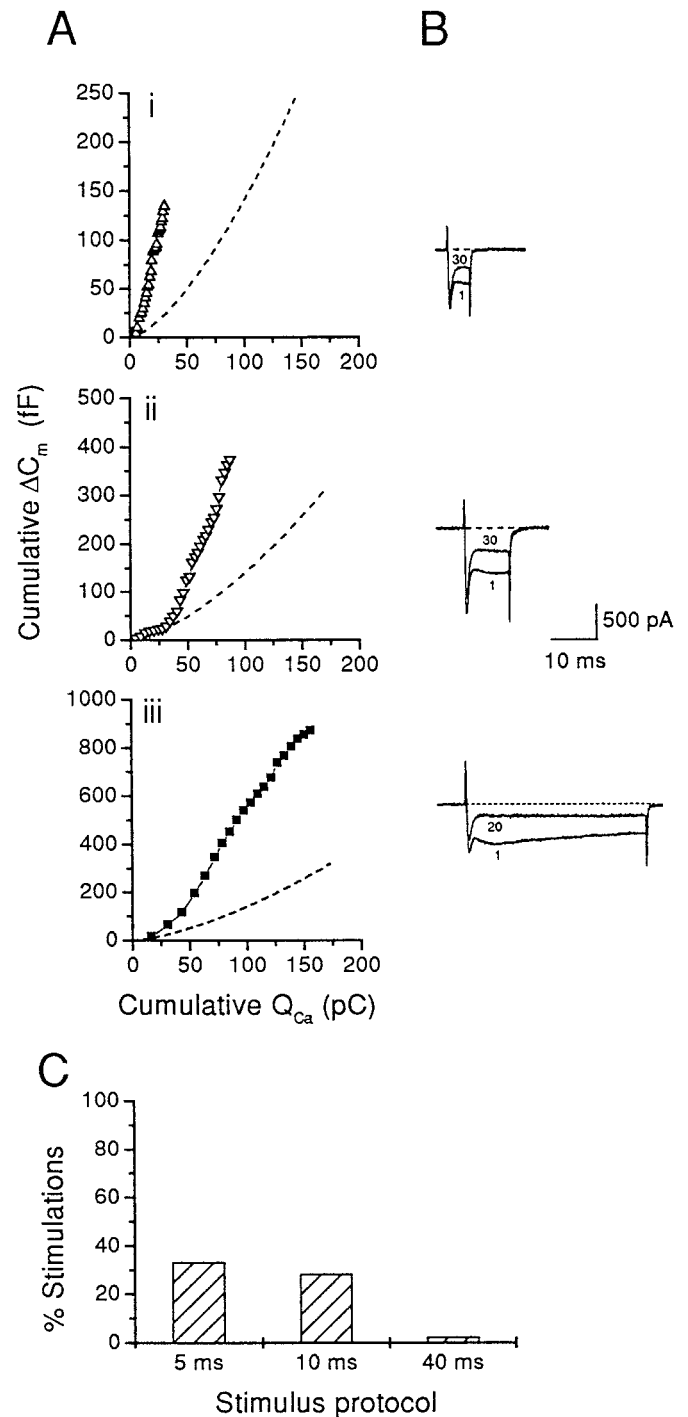 A
B
250
200
150
100
50
0
i
0 50 100 150 200
30
1
Cumulative ΔCm (fF)
500
400
300
200
100
0
ii
0 50 100 150 200
30
1
500 pA
10 ms
1000
800
600
400
200
0
iii
0 50 100 150 200
20
1
Cumulative QCa (pC)
C
% Stimulations
100
80
60
40
20
0
5 ms 10 ms 40 ms
Stimulus protocol